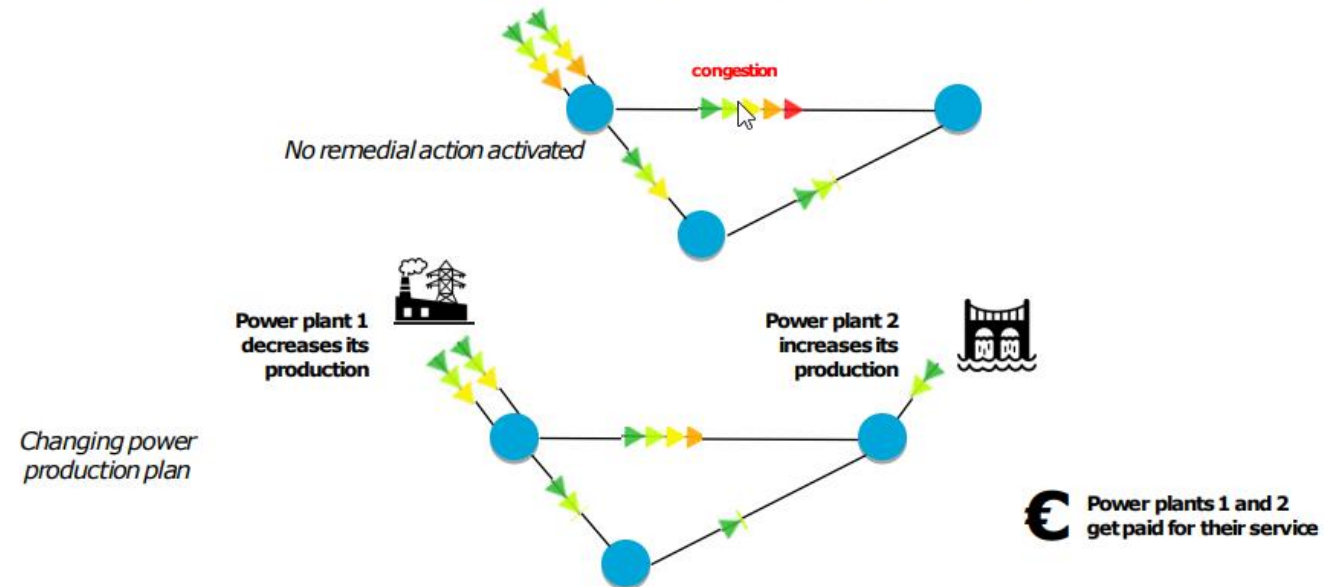 congestion
No remedial action activated
Power plant 1
decreases its
production
Power plant 2
increases its
production
Changing power
production plan
€ Power plants 1 and 2
get paid for their service